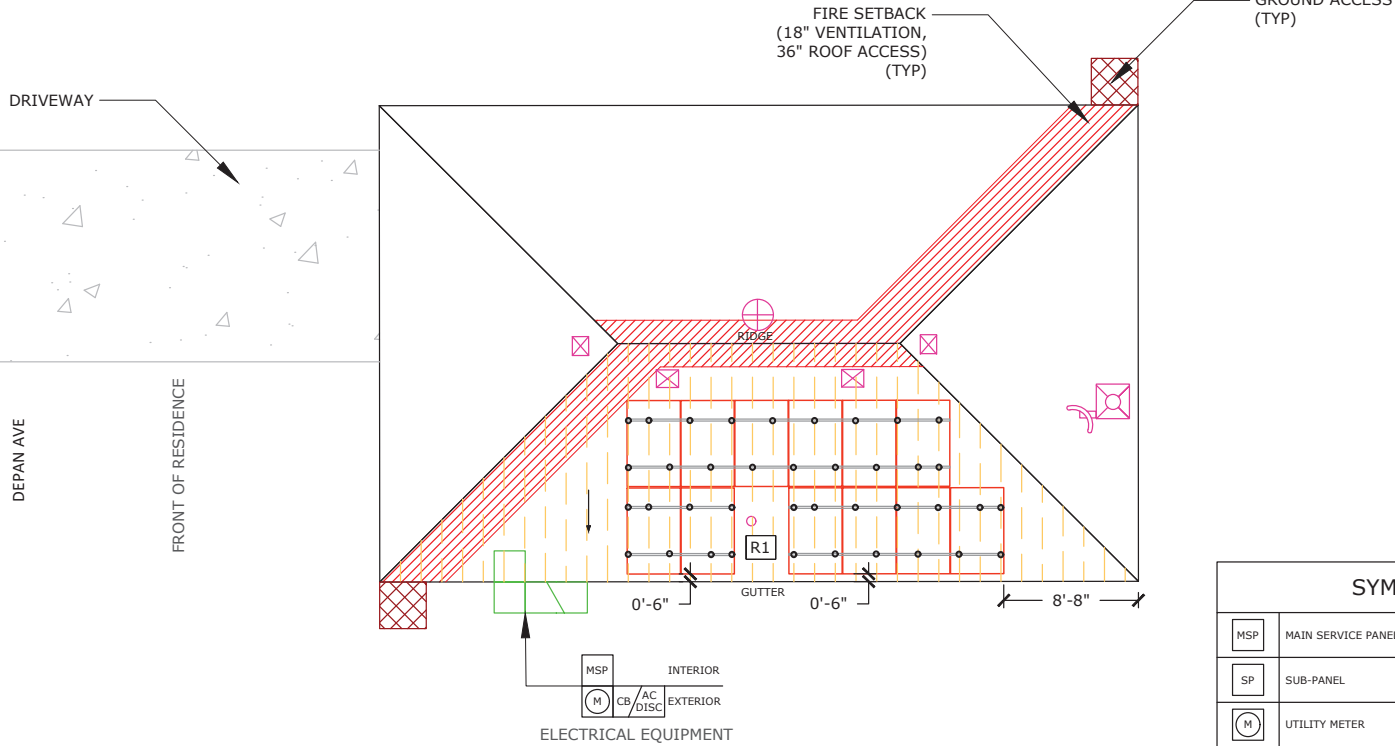 GROUND ACCESS
(TYP)
FIRE SETBACK
(18" VENTILATION,
36" ROOF ACCESS)
(TYP)
DRIVEWAY
RIDGE
DEPAN AVE
FRONT OF RESIDENCE
R1
GUTTER
0'-6"
0'-6"
8'-8"
MSP INTERIOR
M CB/AC DISC EXTERIOR
ELECTRICAL EQUIPMENT
SYM
MSP MAIN SERVICE PANEL
SP SUB-PANEL
M UTILITY METER